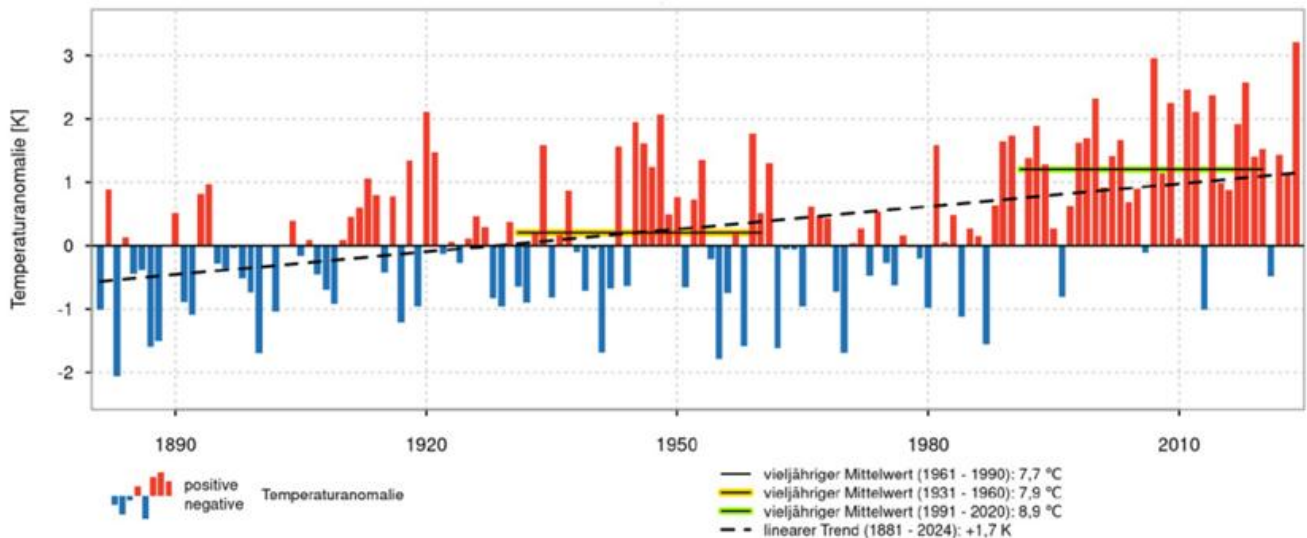 Temperaturanomalie [K]
3
2
1
0
-1
-2
1890 1920 1950 1980 2010
positive
negative
Temperaturanomalie
vieljähriger Mittelwert (1961 - 1990): 7,7 °C
vieljähriger Mittelwert (1931 - 1960): 7,9 °C
vieljähriger Mittelwert (1991 - 2020): 8,9 °C
linearer Trend (1881 - 2024): +1,7 K